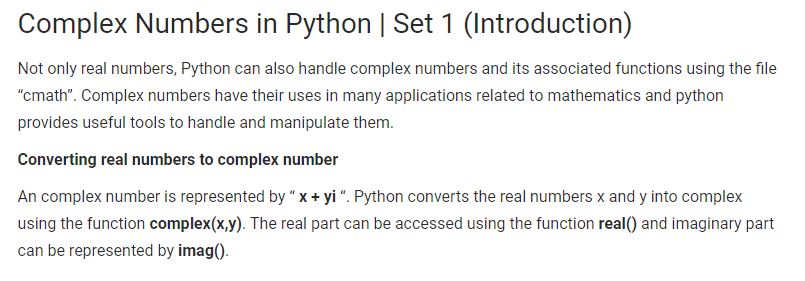 Complex Numbers in Python | Set 1 (Introduction)
Not only real numbers, Python can also handle complex numbers and its associated functions using the file
“cmath”. Complex numbers have their uses in many applications related to mathematics and python
provides useful tools to handle and manipulate them.
Converting real numbers to complex number
An complex number is represented by “ x + yi “. Python converts the real numbers x and y into complex
using the function complex(x,y). The real part can be accessed using the function real() and imaginary part
can be represented by imag().